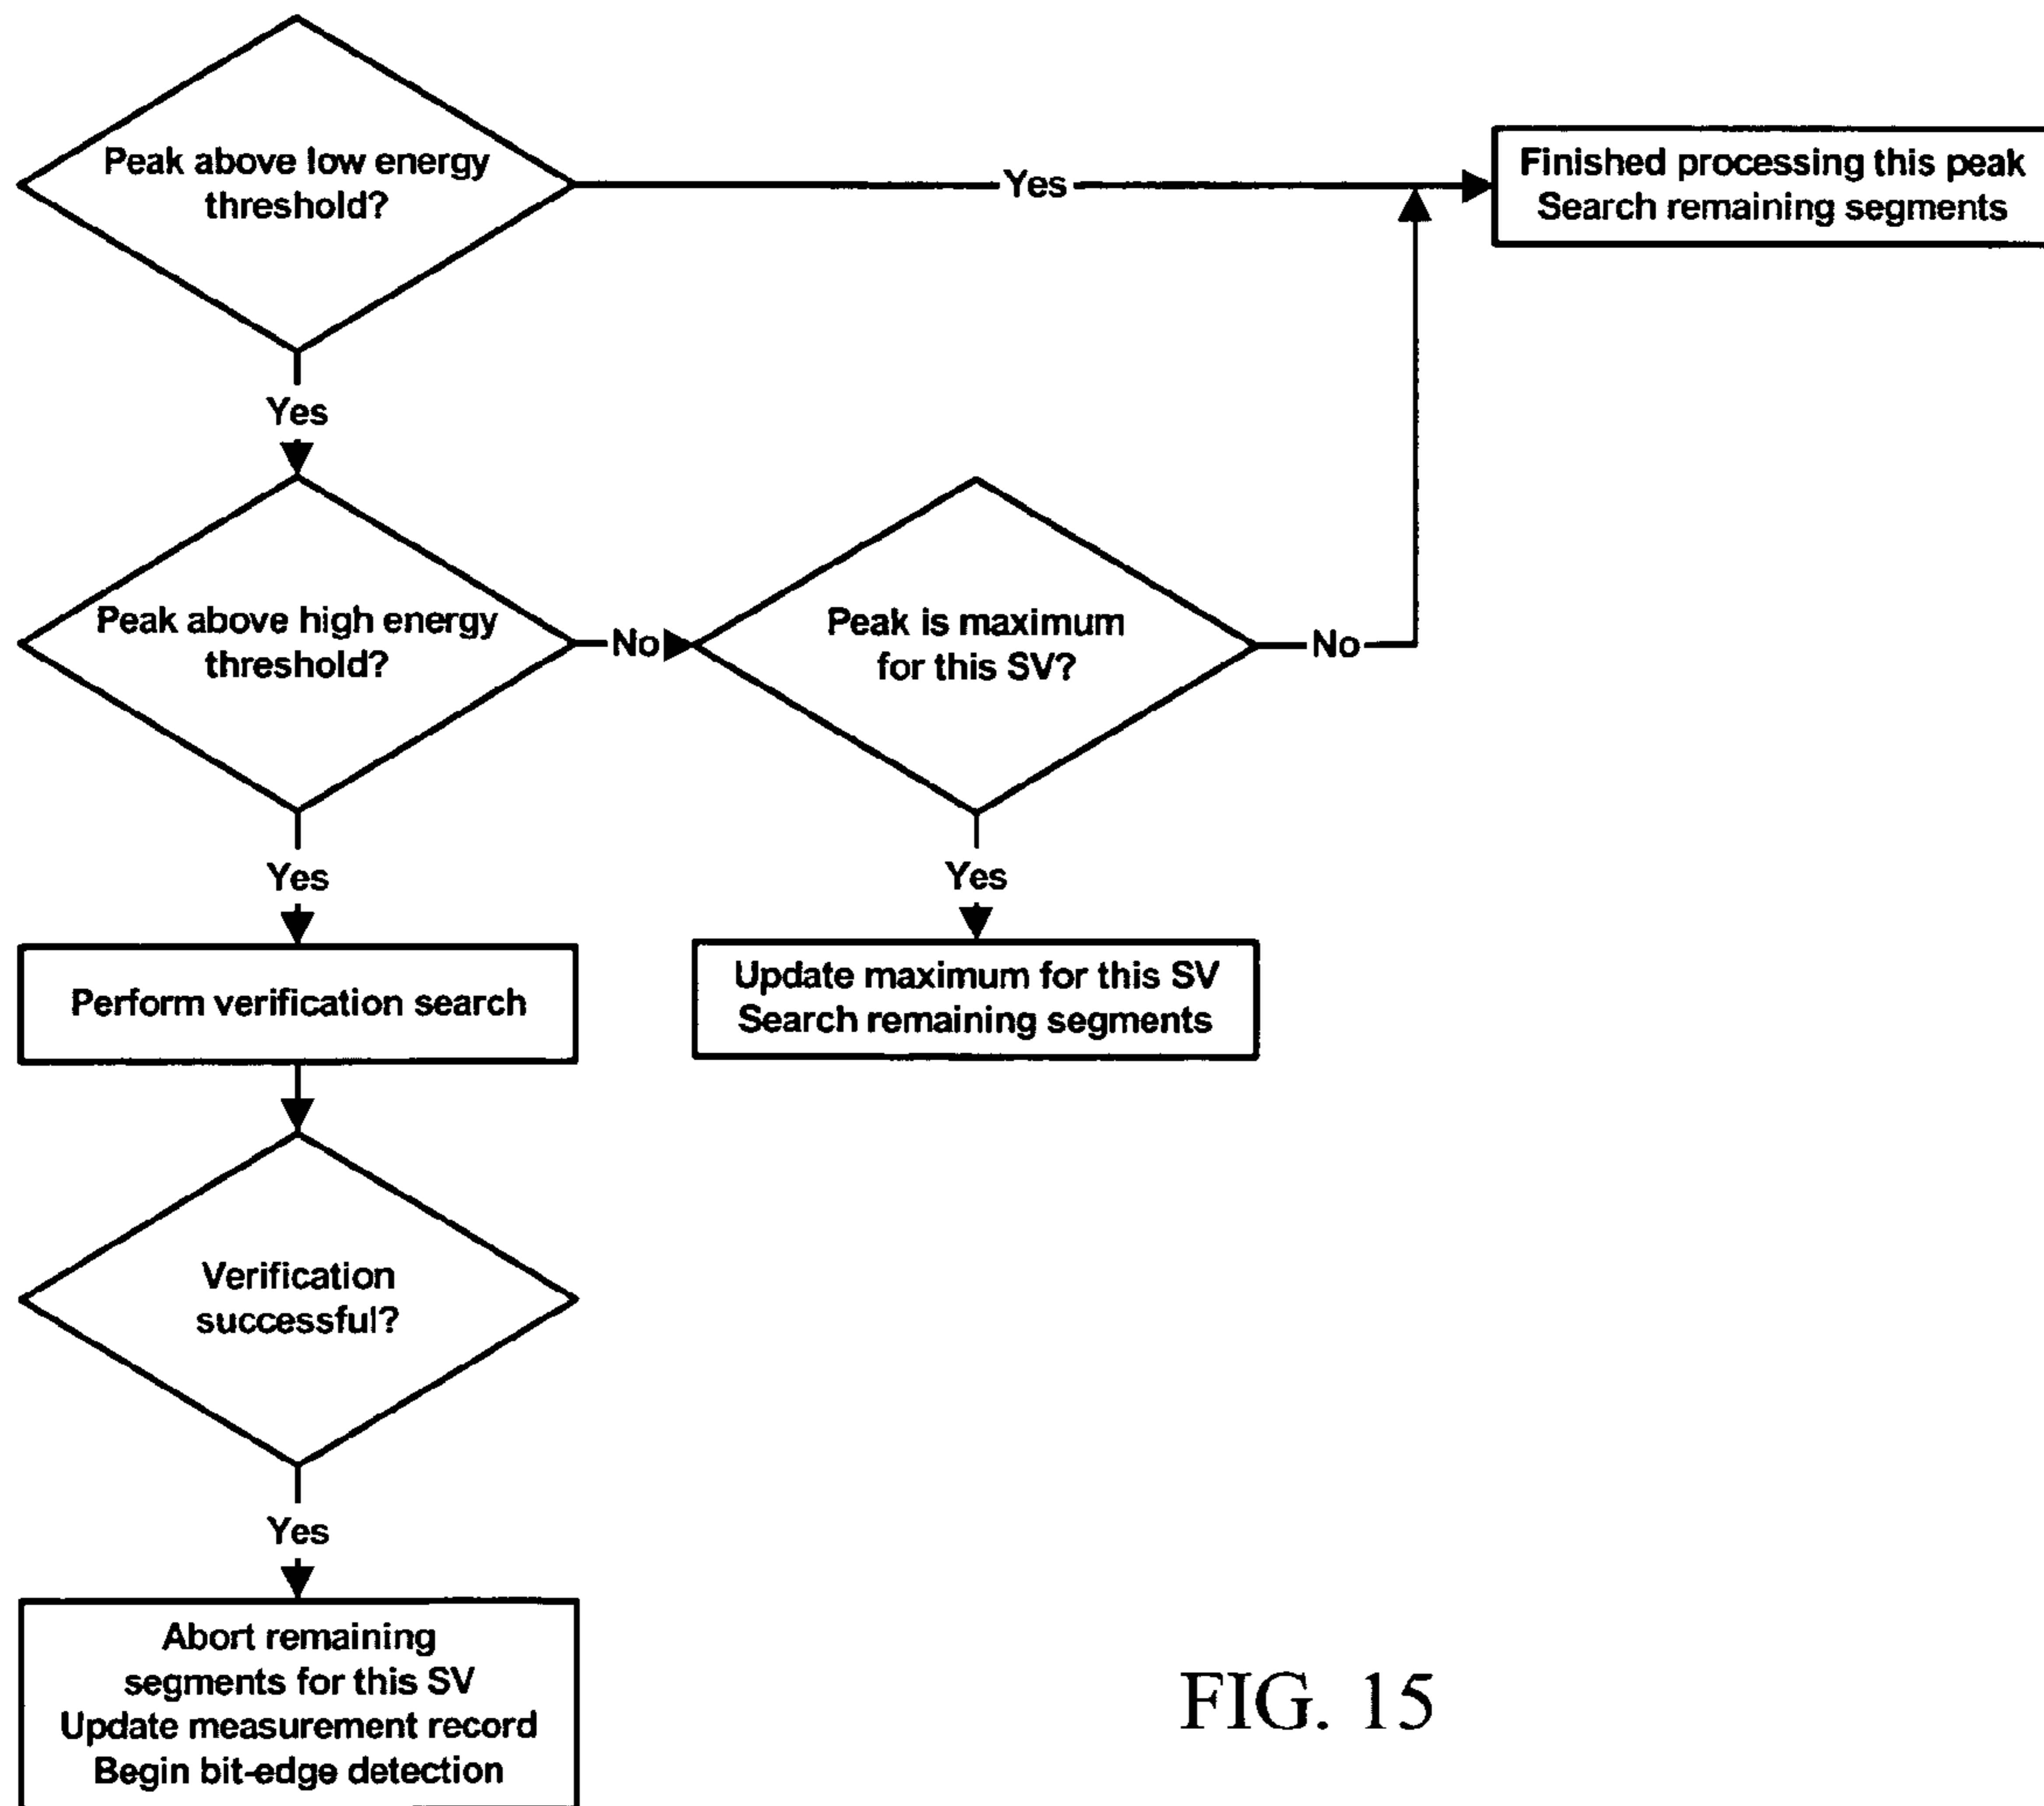 Peak above low energy
threshold?
Yes
Finished processing this peak
Search remaining segments
Yes
Peak above high energy
threshold?
No
Peak is maximum
for this SV?
No
Yes
Yes
Perform verification search
Update maximum for this SV
Search remaining segments
Verification
successful?
Yes
Abort remaining
segments for this SV
Update measurement record
Begin bit-edge detection
FIG. 15